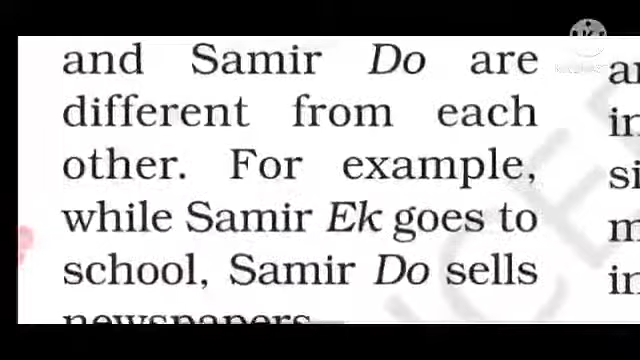 and Samir Do are
different from each
other. For example,
while Samir Ek goes to
school, Samir Do sells
newspapers